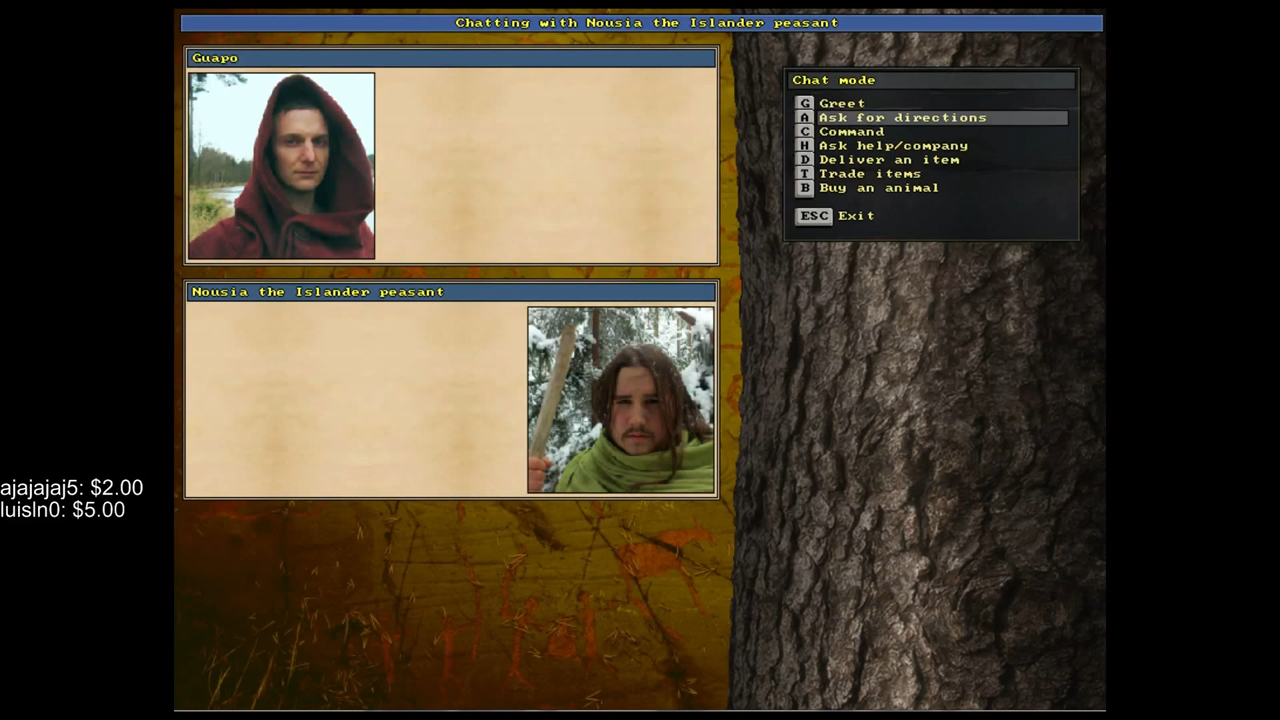 Chatting with Nousia the Islander peasant
Guapo
Chat mode
G Greet
A Ask for directions
C Command
H Ask help/company
D Deliver an item
T Trade items
B Buy an animal
ESC Exit
Nousia the Islander peasant
ajajajaj5: $2.00
luisln0: $5.00